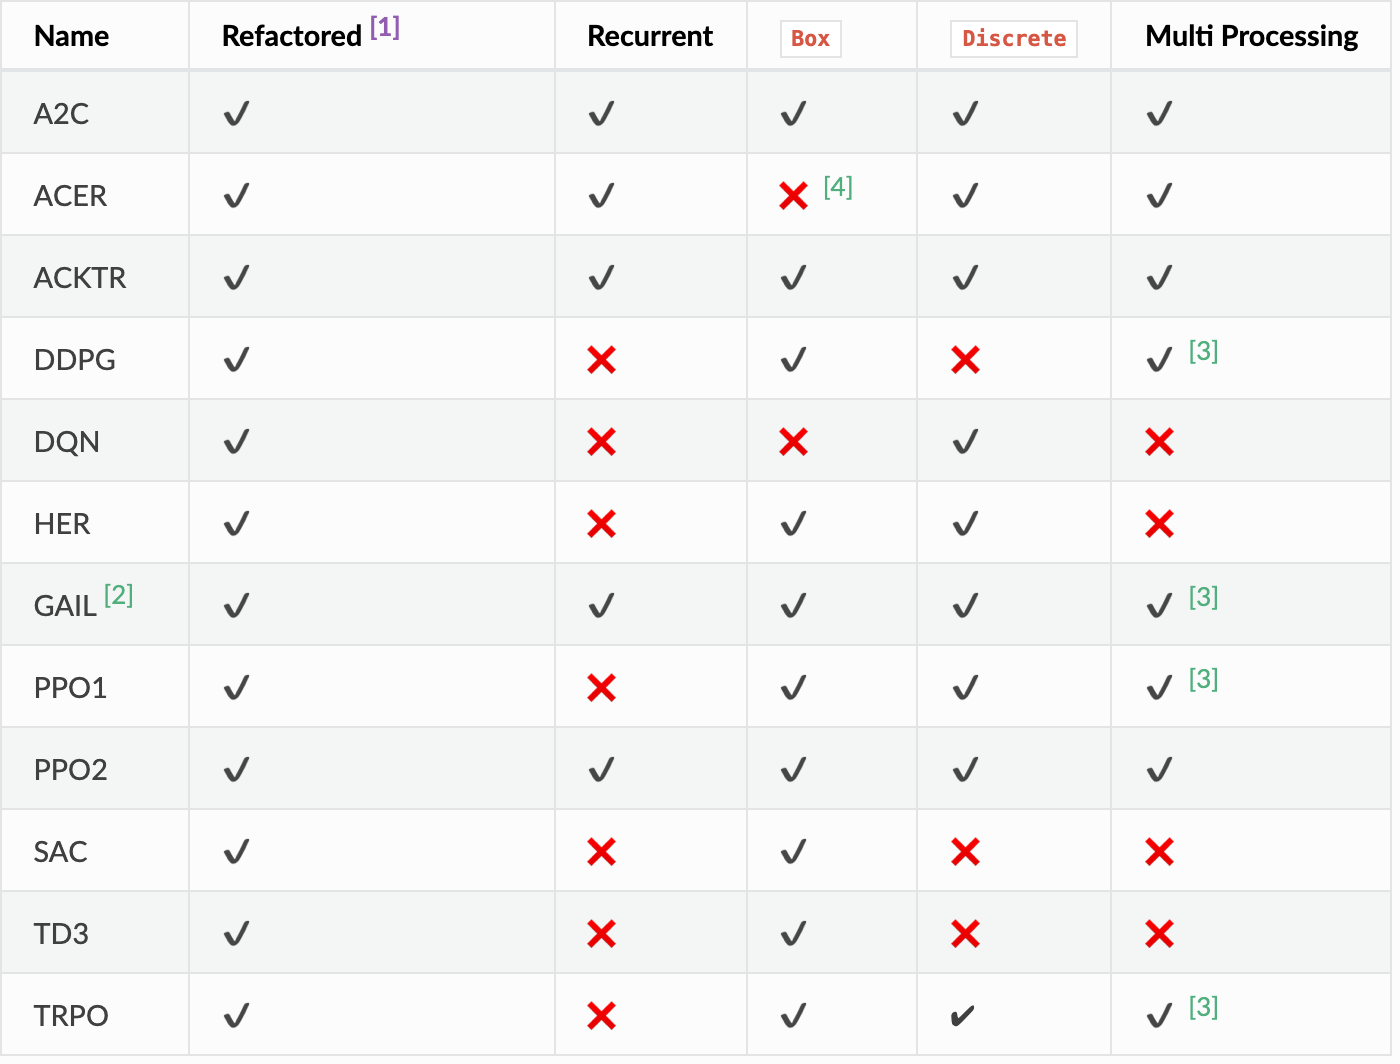 Name Refactored [1] Recurrent Box Discrete Multi Processing
A2C ✔ ✔ ✔ ✔ ✔
ACER ✔ ✔ ❌ [4] ✔ ✔
ACKTR ✔ ✔ ✔ ✔ ✔
DDPG ✔ ❌ ✔ ❌ ✔ [3]
DQN ✔ ❌ ❌ ✔ ❌
HER ✔ ❌ ✔ ✔ ❌
GAIL [2] ✔ ✔ ✔ ✔ ✔ [3]
PPO1 ✔ ❌ ✔ ✔ ✔ [3]
PPO2 ✔ ✔ ✔ ✔ ✔
SAC ✔ ❌ ✔ ❌ ❌
TD3 ✔ ❌ ✔ ❌ ❌
TRPO ✔ ❌ ✔ ✔ ✔ [3]